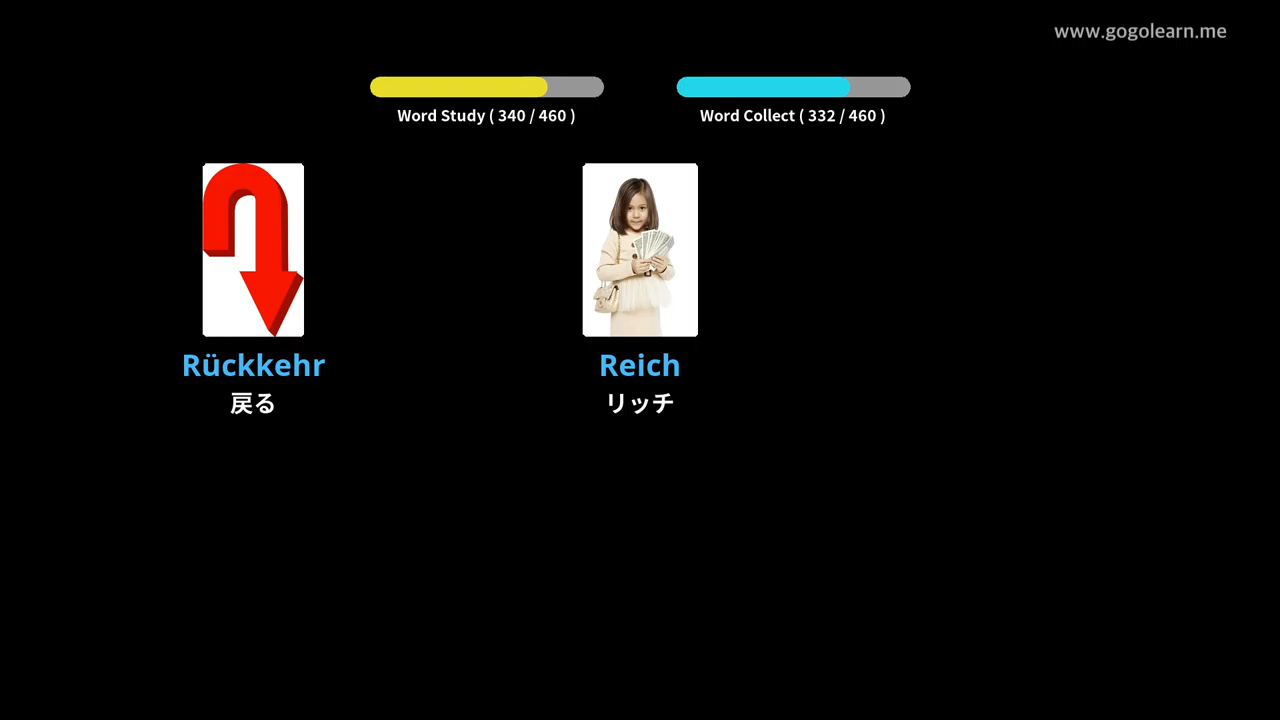 www.gogolearn.me
Word Study ( 340 / 460 )
Word Collect ( 332 / 460 )
Rückkehr
戻る
Reich
リッチ